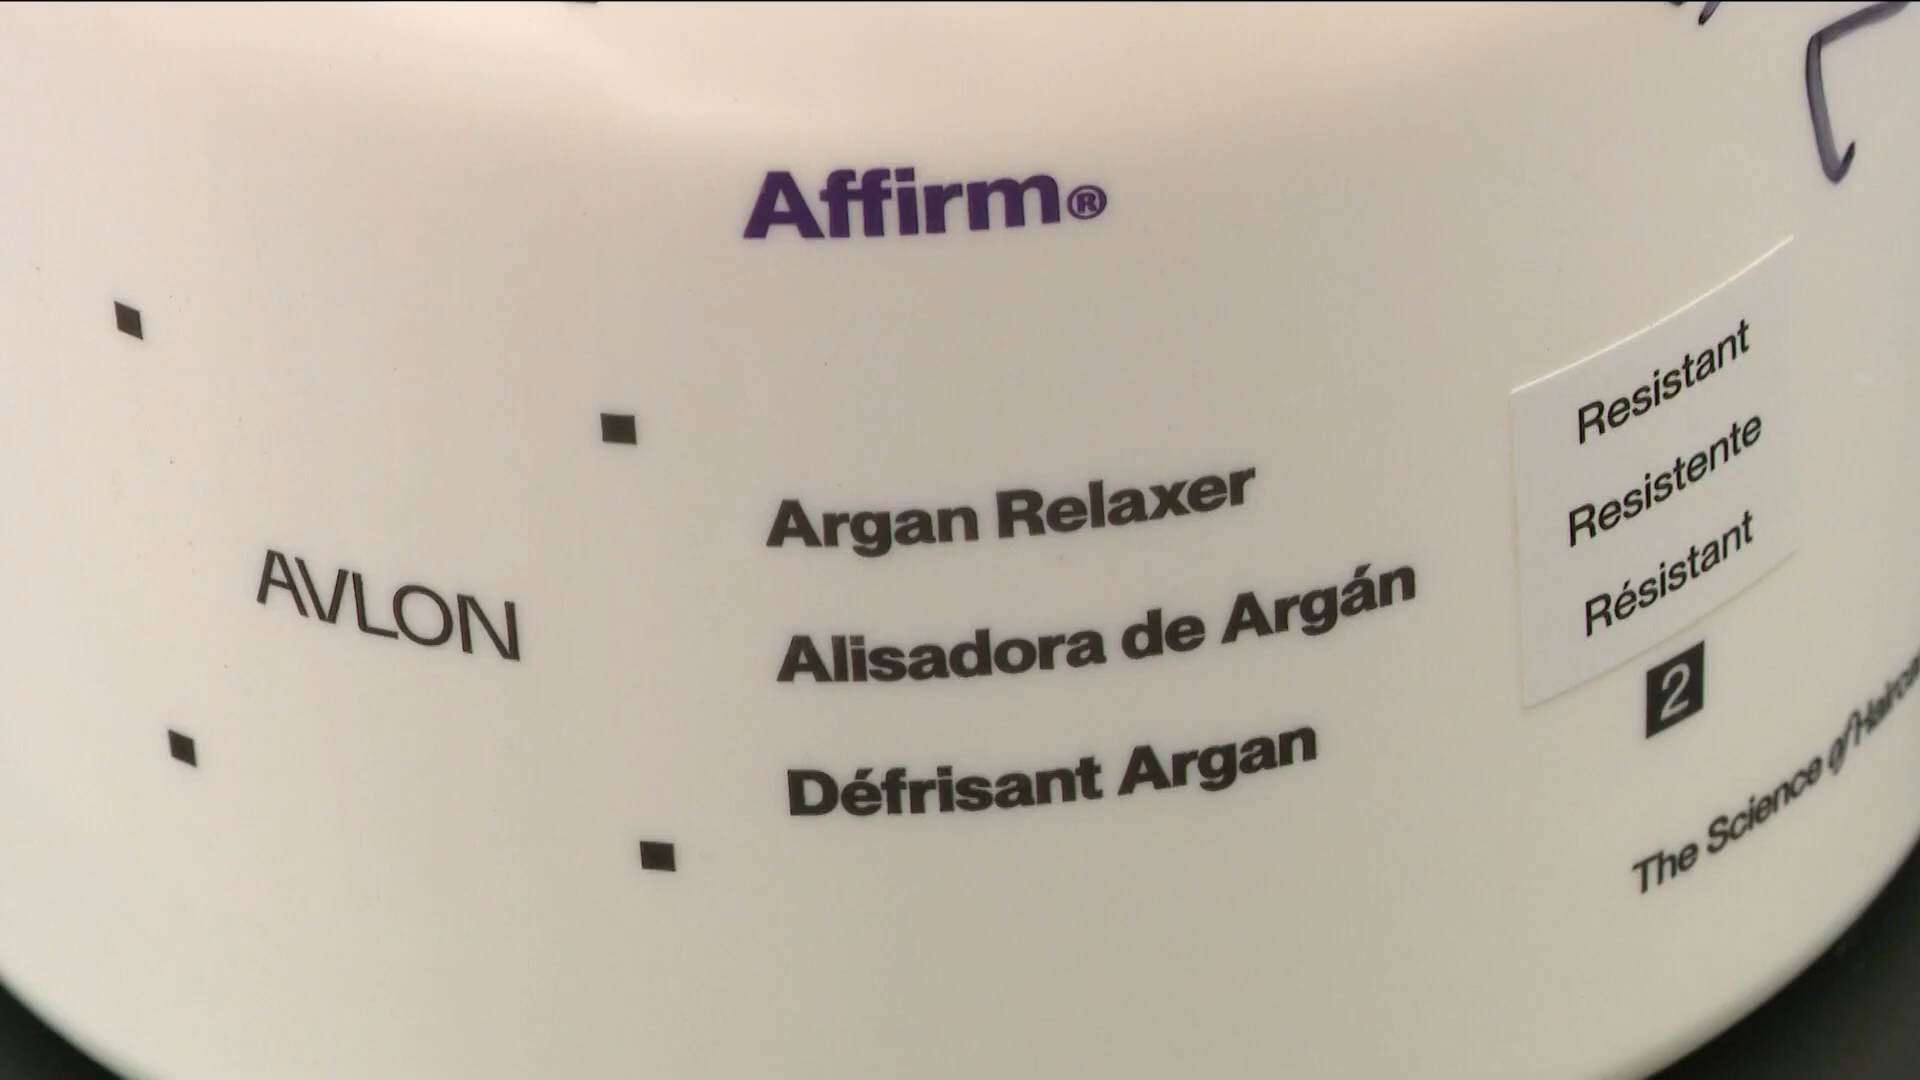 Affirm®
AVLON
Argan Relaxer
Alisadora de Argán
Défrisant Argan
Resistant
Resistente
Résistant
2
The Science of